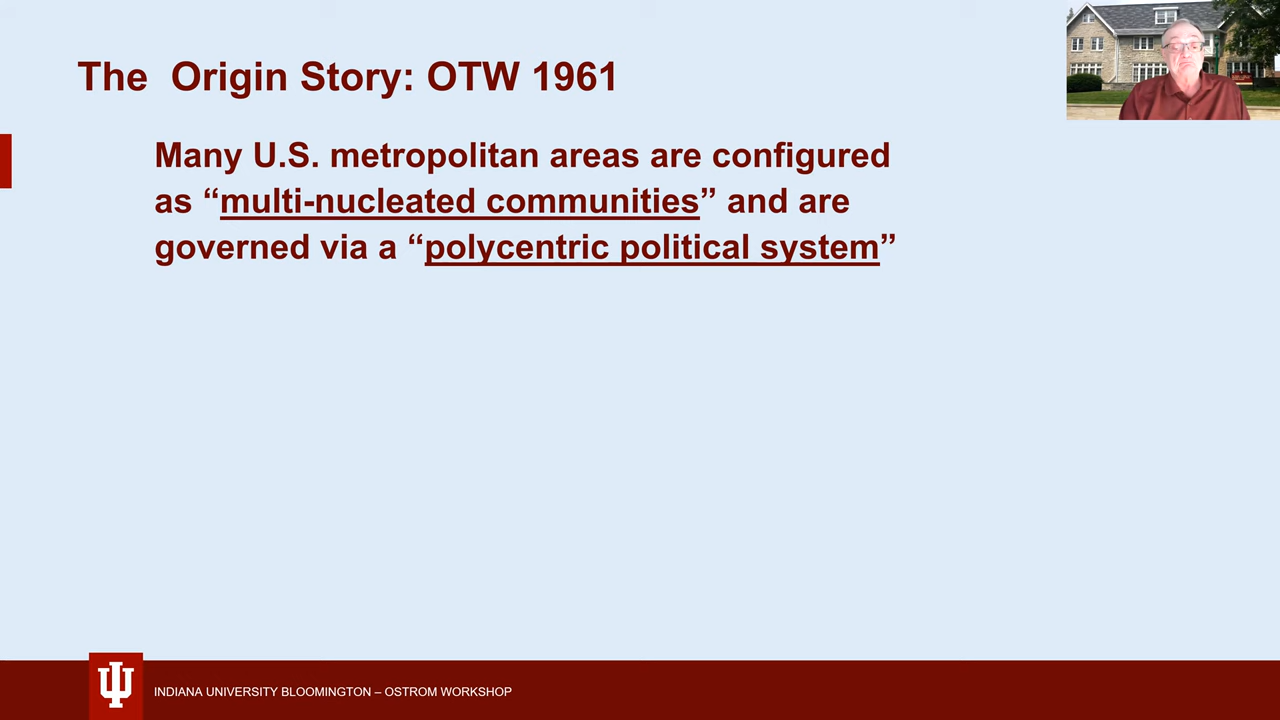 The Origin Story: OTW 1961
Many U.S. metropolitan areas are configured
as “multi-nucleated communities” and are
governed via a “polycentric political system”
INDIANA UNIVERSITY BLOOMINGTON – OSTROM WORKSHOP